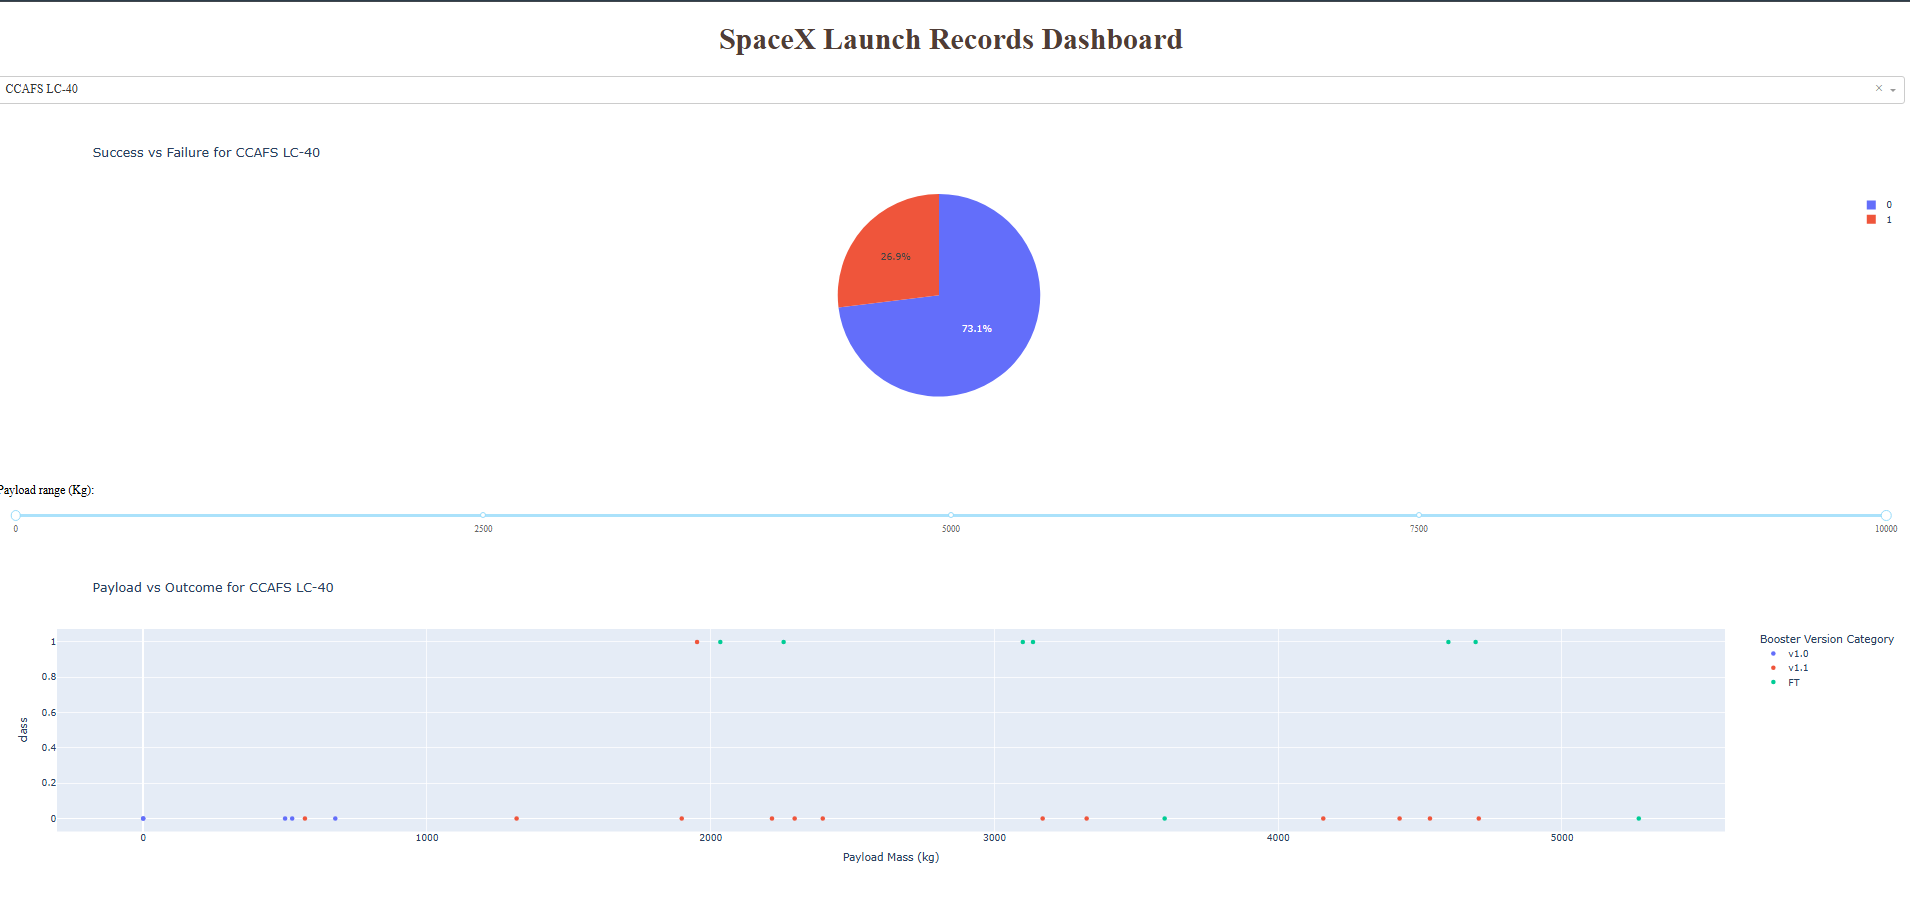 SpaceX Launch Records Dashboard
CCAFS LC-40
×
Success vs Failure for CCAFS LC-40
0
1
26.9%
73.1%
Payload range (Kg):
0 2500 5000 7500 10000
Payload vs Outcome for CCAFS LC-40
1
0.8
0.6
0.4
0.2
0
class
0 1000 2000 3000 4000 5000
Payload Mass (kg)
Booster Version Category
v1.0
v1.1
FT